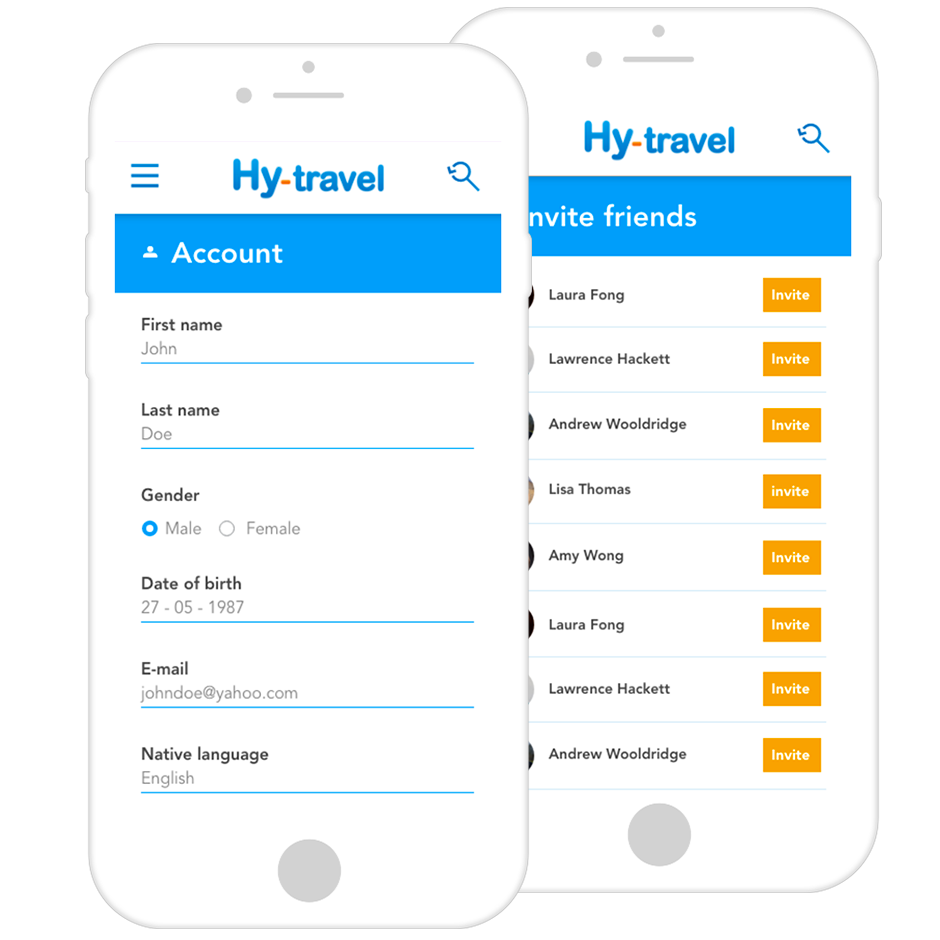 Hy-travel
Account
First name
John
Last name
Doe
Gender
Male Female
Date of birth
27 - 05 - 1987
E-mail
johndoe@yahoo.com
Native language
English
Hy-travel
nvite friends
Laura Fong Invite
Lawrence Hackett Invite
Andrew Wooldridge Invite
Lisa Thomas invite
Amy Wong Invite
Laura Fong Invite
Lawrence Hackett Invite
Andrew Wooldridge Invite